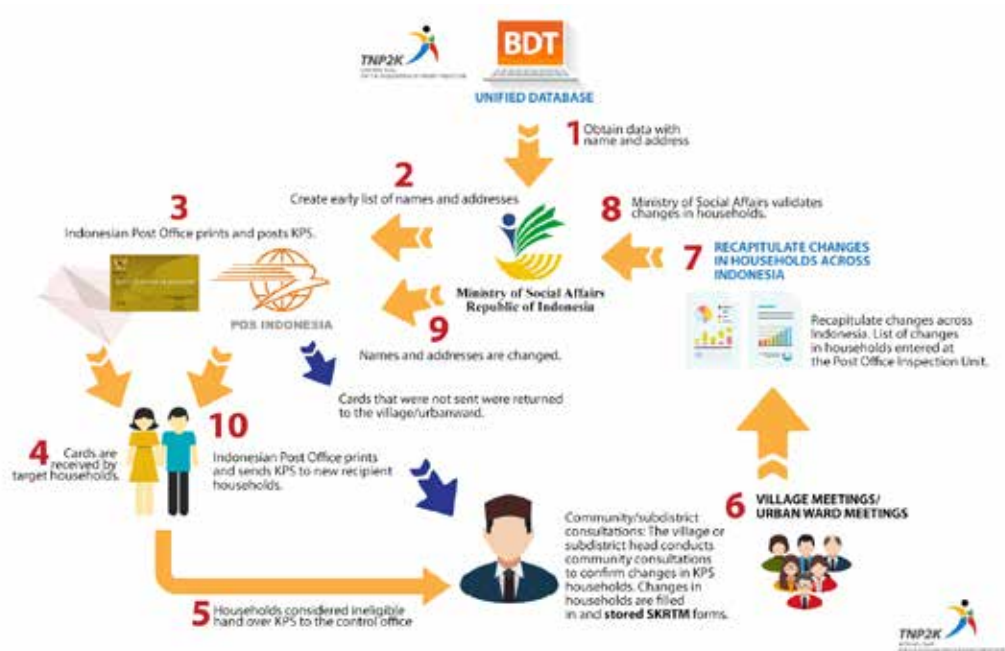 TNP2K
BDT
UNIFIED DATABASE
1 Obtain data with
name and address
2
Create early list of names and addresses
3
Indonesian Post Office prints and posts KPS.
8 Ministry of Social Affairs validates
changes in households.
7 RECAPITULATE CHANGES
IN HOUSEHOLDS ACROSS
INDONESIA
Ministry of Social Affairs
Republic of Indonesia
POS INDONESIA
9
Names and addresses are changed.
Recapitulate changes across
Indonesia. List of changes
in households entered at
the Post Office Inspection Unit.
Cards that were not sent were returned
to the village/urbanward.
4 Cards are
received by
target households.
10
Indonesian Post Office prints
and sends KPS to new recipient
households.
6 VILLAGE MEETINGS/
URBAN WARD MEETINGS
Community/subdistrict
consultations: The village or
subdistrict head conducts
community consultations
to confirm changes in KPS
households. Changes in
households are filled
in and stored SKRTM forms.
5 Households considered ineligible
hand over KPS to the control office
TNP2K